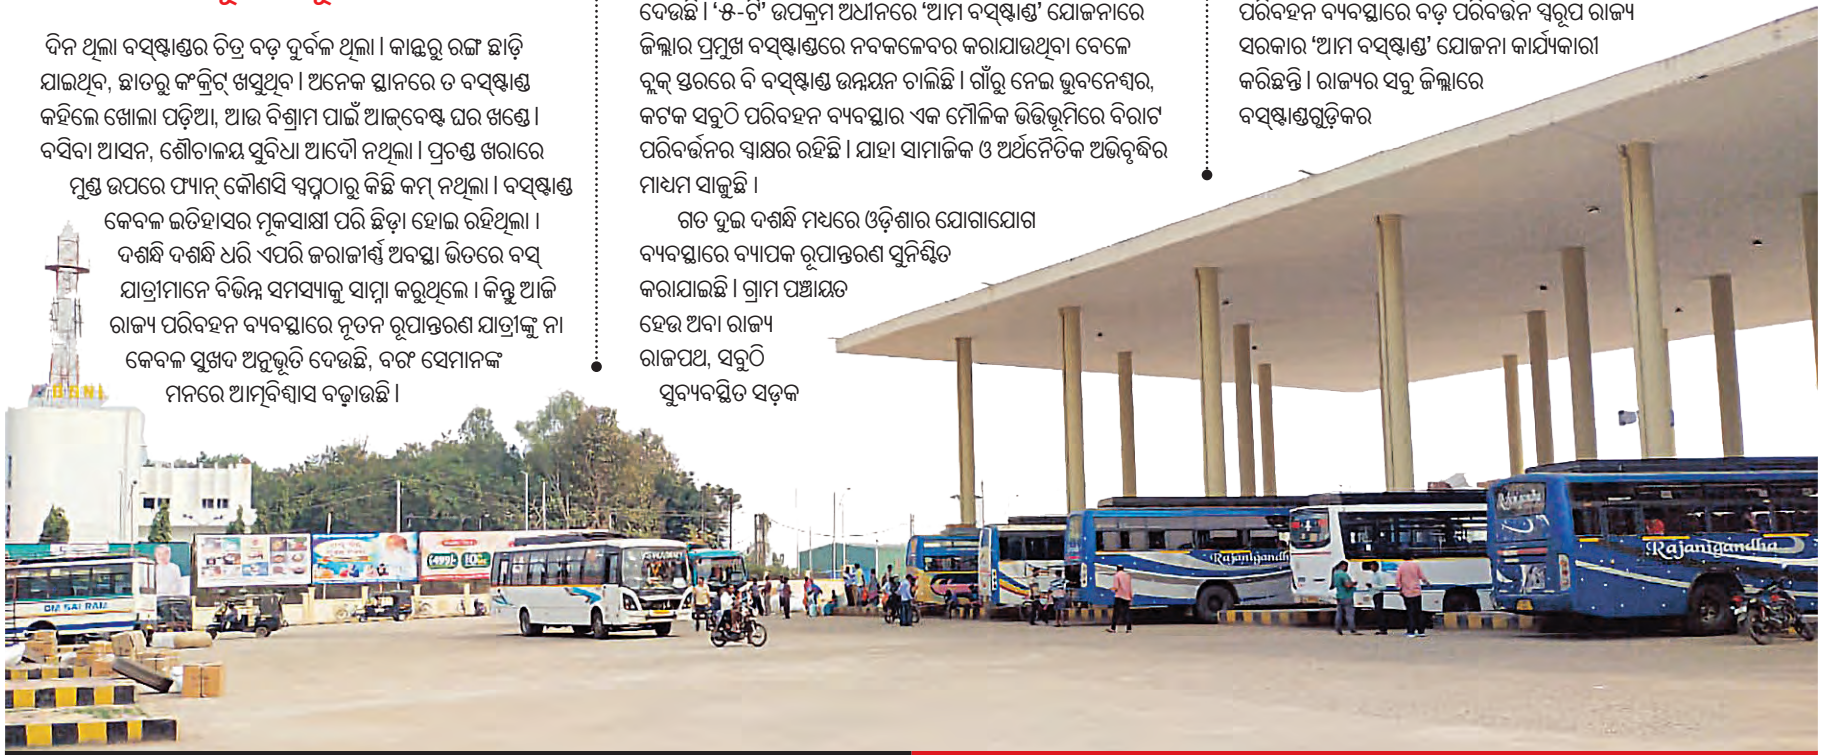 ଦିନ ଥିଲା ବସ୍‌ଷ୍ଟାଣ୍ଡର ଚିତ୍ର ବଡ଼ ଦୁର୍ବଳ ଥିଲା । କାନ୍ଥରୁ ରଙ୍ଗ ଛାଡ଼ି
ଯାଇଥିବ, ଛାତରୁ କଂକ୍ରିଟ୍ ଖସୁଥିବ । ଅନେକ ସ୍ଥାନରେ ତ ବସ୍‌ଷ୍ଟାଣ୍ଡ
କହିଲେ ଖୋଲା ପଡ଼ିଆ, ଆଉ ବିଶ୍ରାମ ପାଇଁ ଆଜ୍‌ବେଷ୍ଟ ଘର ଖଣ୍ଡେ ।
ବସିବା ଆସନ, ଶୌଚାଳୟ ସୁବିଧା ଆଦୌ ନଥିଲା । ପ୍ରଚଣ୍ଡ ଖରାରେ
ମୁଣ୍ଡ ଉପରେ ଫ୍ୟାନ୍ କୌଣସି ସ୍ୱପ୍ନଠାରୁ କିଛି କମ୍ ନଥିଲା । ବସ୍‌ଷ୍ଟାଣ୍ଡ
କେବଳ ଇତିହାସର ମୂକସାକ୍ଷୀ ପରି ଛିଡ଼ା ହୋଇ ରହିଥିଲା ।
ଦଶନ୍ଧି ଦଶନ୍ଧି ଧରି ଏପରି ଜରାଜୀର୍ଣ୍ଣ ଅବସ୍ଥା ଭିତରେ ବସ୍
ଯାତ୍ରୀମାନେ ବିଭିନ୍ନ ସମସ୍ୟାକୁ ସାମ୍ନା କରୁଥିଲେ । କିନ୍ତୁ ଆଜି
ରାଜ୍ୟ ପରିବହନ ବ୍ୟବସ୍ଥାରେ ନୂତନ ରୂପାନ୍ତରଣ ଯାତ୍ରୀଙ୍କୁ ନା
କେବଳ ସୁଖଦ ଅନୁଭୂତି ଦେଉଛି, ବରଂ ସେମାନଙ୍କ
ମନରେ ଆତ୍ମବିଶ୍ୱାସ ବଢ଼ାଉଛି ।
ଦେଉଛି । ‘୫-ଟି’ ଉପକ୍ରମ ଅଧୀନରେ ‘ଆମ ବସ୍‌ଷ୍ଟାଣ୍ଡ’ ଯୋଜନାରେ
ଜିଲ୍ଲାର ପ୍ରମୁଖ ବସ୍‌ଷ୍ଟାଣ୍ଡରେ ନବକଳେବର କରାଯାଉଥିବା ବେଳେ
ବ୍ଲକ୍ ସ୍ତରରେ ବି ବସ୍‌ଷ୍ଟାଣ୍ଡ ଉନ୍ନୟନ ଚାଲିଛି । ଗାଁରୁ ନେଇ ଭୁବନେଶ୍ୱର,
କଟକ ସବୁଠି ପରିବହନ ବ୍ୟବସ୍ଥାର ଏକ ମୌଳିକ ଭିତ୍ତିଭୂମିରେ ବିରାଟ
ପରିବର୍ତ୍ତନର ସ୍ୱାକ୍ଷର ରହିଛି । ଯାହା ସାମାଜିକ ଓ ଅର୍ଥନୈତିକ ଅଭିବୃଦ୍ଧିର
ମାଧ୍ୟମ ସାଜୁଛି ।
ଗତ ଦୁଇ ଦଶନ୍ଧି ମଧ୍ୟରେ ଓଡ଼ିଶାର ଯୋଗାଯୋଗ
ବ୍ୟବସ୍ଥାରେ ବ୍ୟାପକ ରୂପାନ୍ତରଣ ସୁନିଶ୍ଚିତ
କରାଯାଇଛି । ଗ୍ରାମ ପଞ୍ଚାୟତ
ହେଉ ଅବା ରାଜ୍ୟ
ରାଜପଥ, ସବୁଠି
ସୁବ୍ୟବସ୍ଥିତ ସଡ଼କ
ପରିବହନ ବ୍ୟବସ୍ଥାରେ ବଡ଼ ପରିବର୍ତ୍ତନ ସ୍ୱରୂପ ରାଜ୍ୟ
ସରକାର ‘ଆମ ବସ୍‌ଷ୍ଟାଣ୍ଡ’ ଯୋଜନା କାର୍ଯ୍ୟକାରୀ
କରିଛନ୍ତି । ରାଜ୍ୟର ସବୁ ଜିଲ୍ଲାରେ
ବସ୍‌ଷ୍ଟାଣ୍ଡଗୁଡ଼ିକର
BSNL
OM SAI RAM
Rajanigandha
Rajanigandha